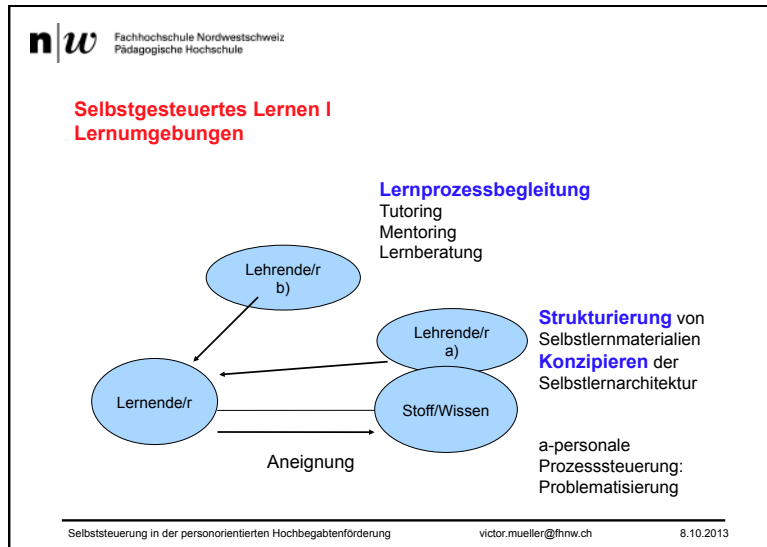 n|w Fachhochschule Nordwestschweiz
Pädagogische Hochschule
Selbstgesteuertes Lernen I
Lernumgebungen
Lernprozessbegleitung
Tutoring
Mentoring
Lernberatung
Lehrende/r
b)
Lehrende/r
a)
Strukturierung von
Selbstlernmaterialien
Konzipieren der
Selbstlernarchitektur
Lernende/r
Stoff/Wissen
Aneignung
a-personale
Prozesssteuerung:
Problematisierung
Selbststeuerung in der personorientierten Hochbegabtenförderung victor.mueller@fhnw.ch 8.10.2013